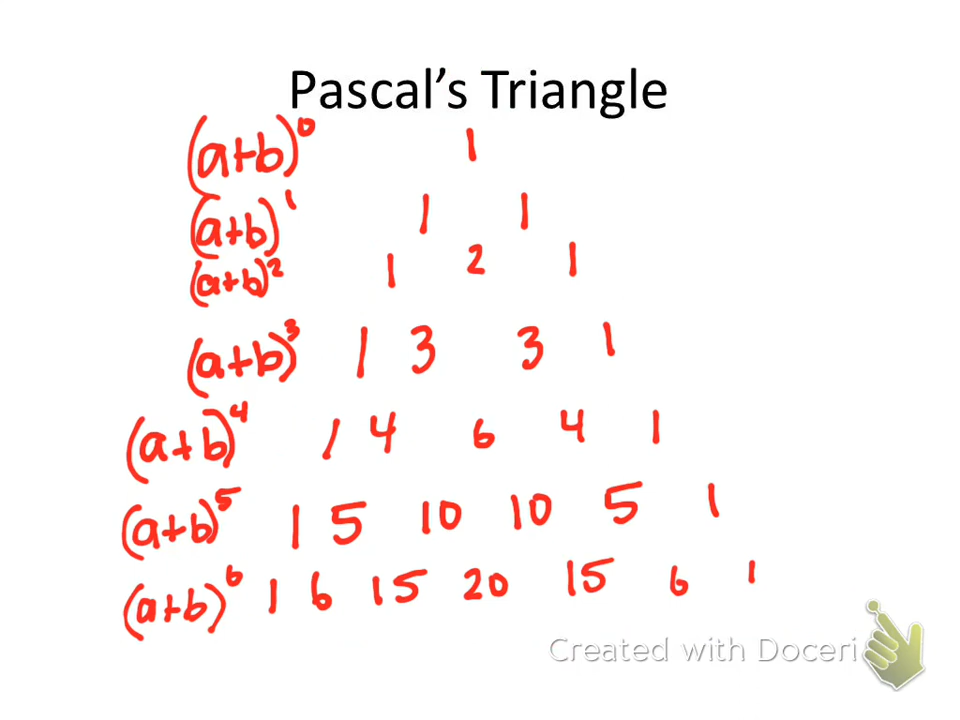 Pascal's Triangle
(a+b)^0 1
(a+b)^1 1 1
(a+b)^2 1 2 1
(a+b)^3 1 3 3 1
(a+b)^4 1 4 6 4 1
(a+b)^5 1 5 10 10 5 1
(a+b)^6 1 6 15 20 15 6 1
Created with Doceri